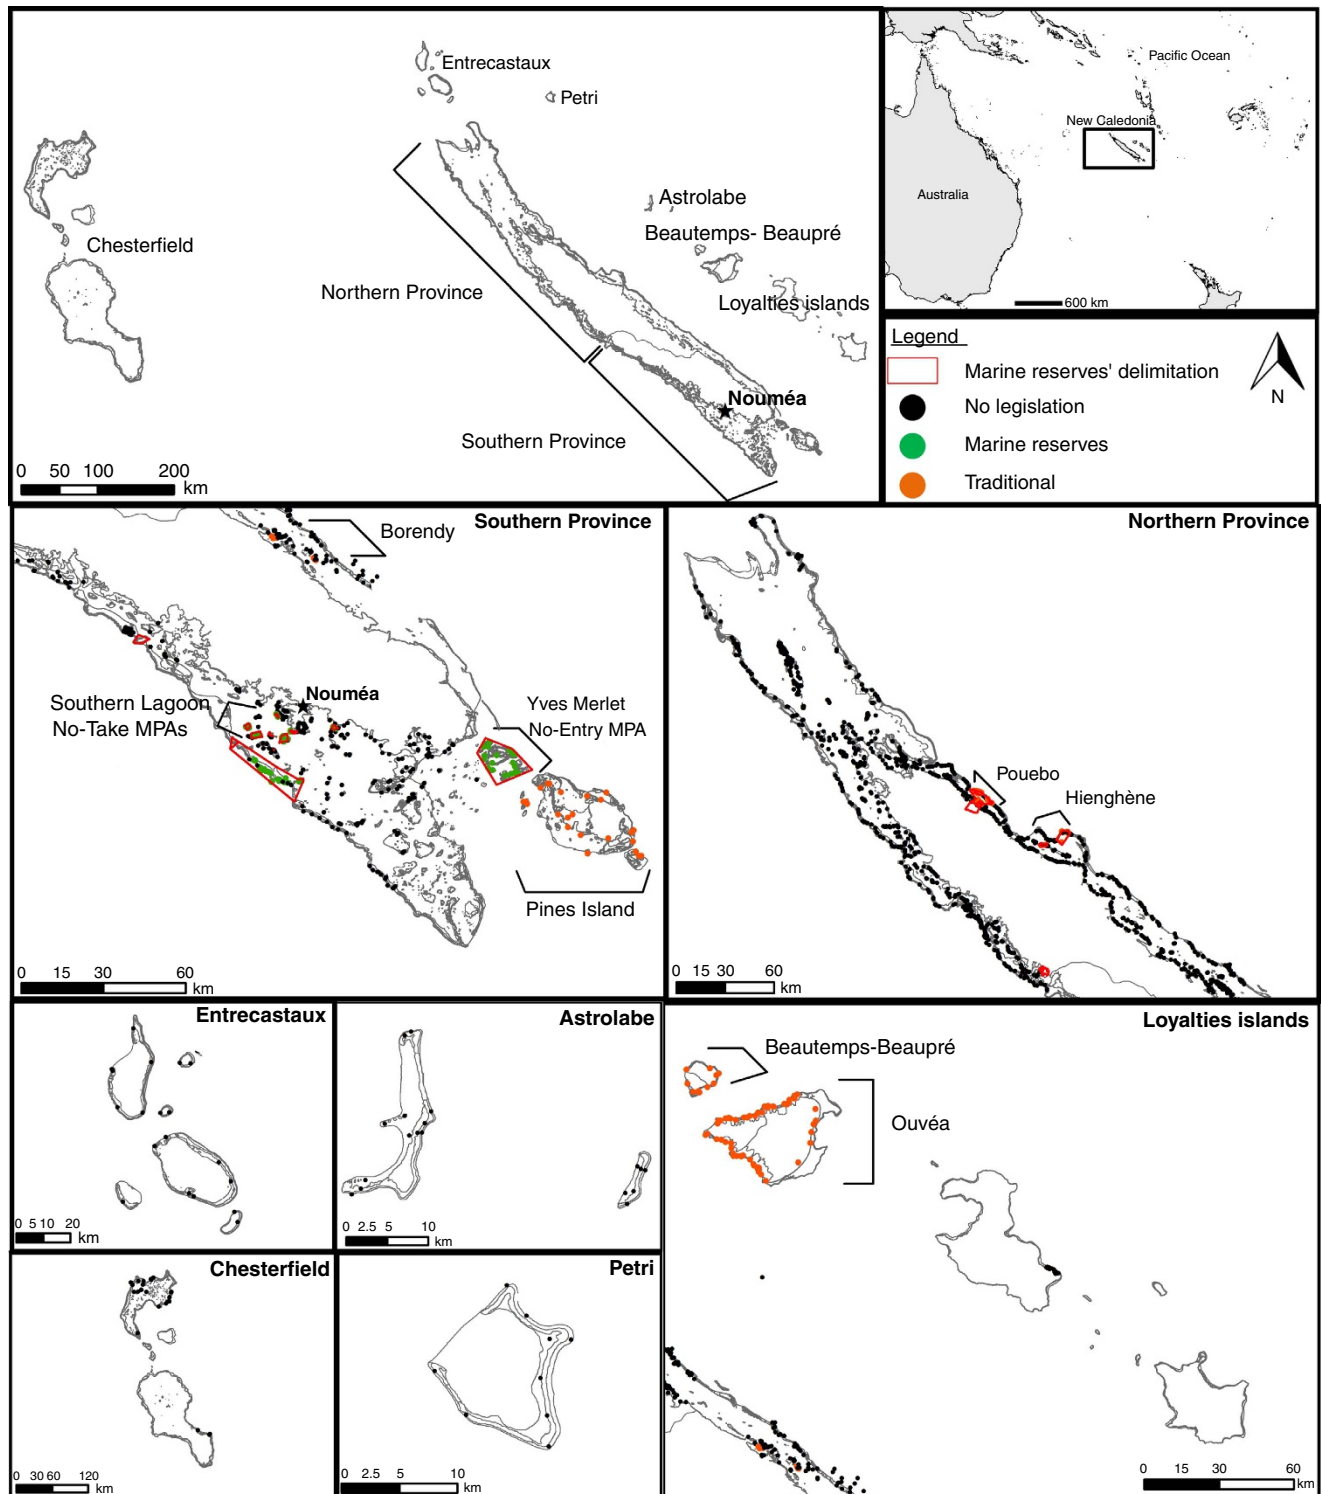 Entrecastaux
Petri
Astrolabe
Beautemps- Beaupré
Chesterfield
Northern Province
Loyalties islands
Nouméa
Southern Province
0 50 100 200
km
Pacific Ocean
New Caledonia
Australia
600 km
Legend
Marine reserves' delimitation
No legislation
Marine reserves
Traditional
N
Southern Province
Borendy
Southern Lagoon
No-Take MPAs
Nouméa
Yves Merlet
No-Entry MPA
Pines Island
0 15 30 60
km
Northern Province
Pouebo
Hienghène
0 15 30 60
km
Entrecastaux
0 5 10 20
km
Astrolabe
0 2.5 5 10
km
Chesterfield
0 30 60 120
km
Petri
0 2.5 5 10
km
Loyalties islands
Beautemps-Beaupré
Ouvéa
0 15 30 60
km